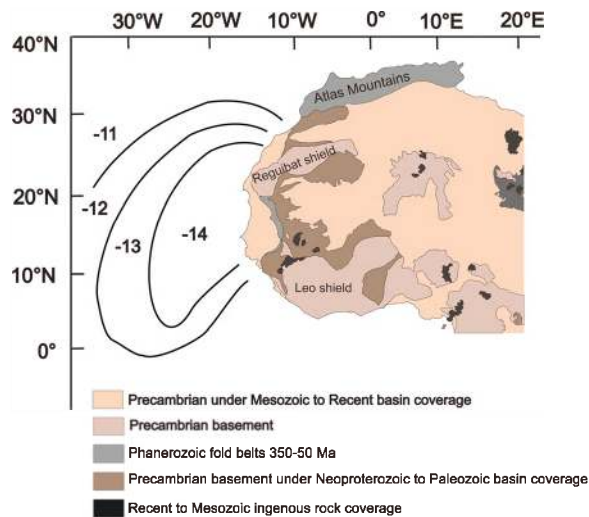 30°W 20°W 10°W 0° 10°E 20°E
40°N
Atlas Mountains
30°N
-11
Reguibat shield
20°N
-12
-13 -14
10°N
Leo shield
0°
Precambrian under Mesozoic to Recent basin coverage
Precambrian basement
Phanerozoic fold belts 350-50 Ma
Precambrian basement under Neoproterozoic to Paleozoic basin coverage
Recent to Mesozoic ingenous rock coverage